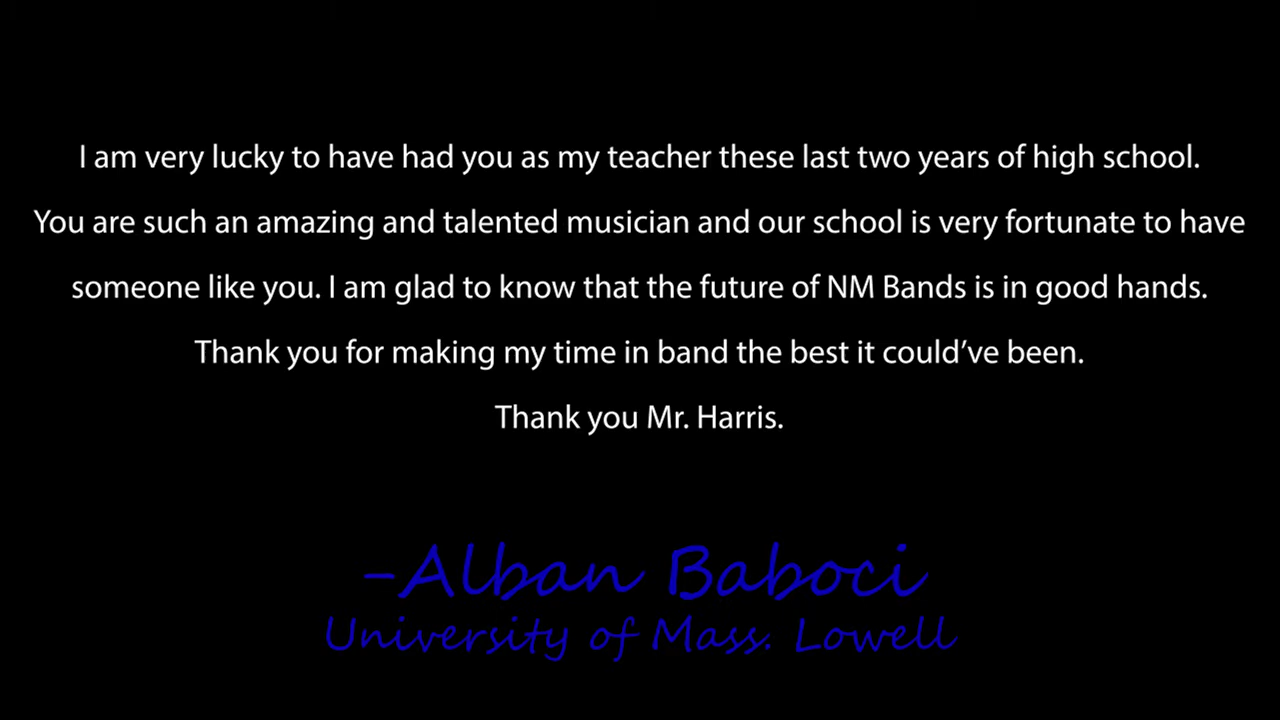 I am very lucky to have had you as my teacher these last two years of high school.
You are such an amazing and talented musician and our school is very fortunate to have
someone like you. I am glad to know that the future of NM Bands is in good hands.
Thank you for making my time in band the best it could’ve been.
Thank you Mr. Harris.
-Alban Baboci
University of Mass. Lowell